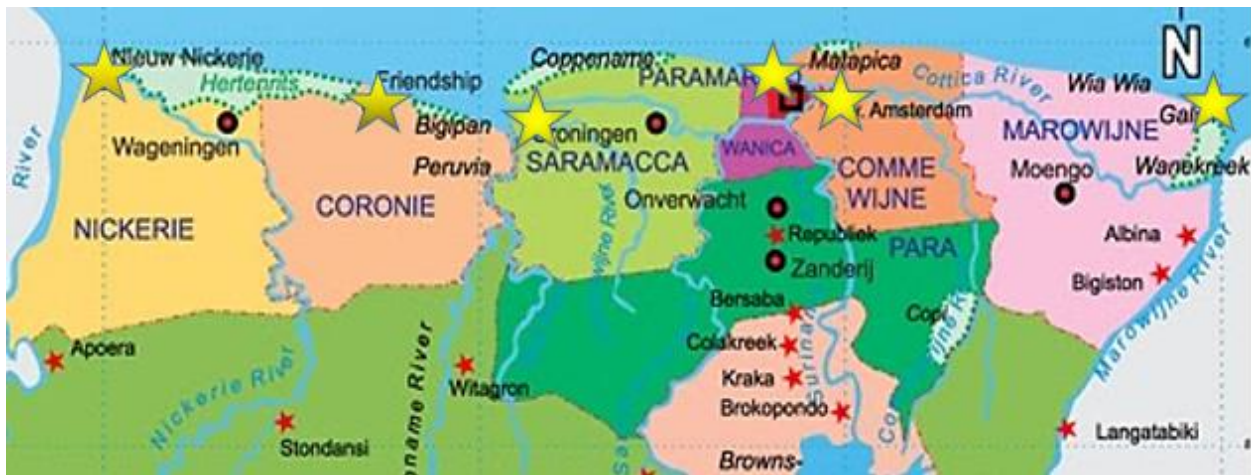 Nieuw Nickerie
Hertenrits
Friendship
Coppename
PARAMAR
Matapica
Cottica River
Wia Wia
N
River
Wageningen
Bigipan
Groningen
Amsterdam
MAROWIJNE
Gali
Peruvia
SARAMACCA
WANICA
COMME
WIJNE
Moengo
Wanekreek
NICKERIE
CORONIE
Onverwacht
Republiek
PARA
Albina
Zanderij
Bigiston
Bersaba
Copi
Marowijne River
Apoera
Nickerie River
Witagron
Colakreek
Kraka
Brokopondo
Stondansi
Langatabiki
Browns-